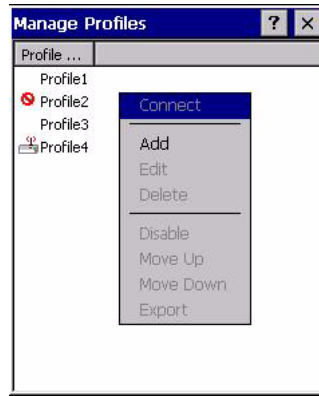 Manage Profiles ? ×
Profile ...
Profile1
Profile2
Profile3
Profile4
Connect
Add
Edit
Delete
Disable
Move Up
Move Down
Export